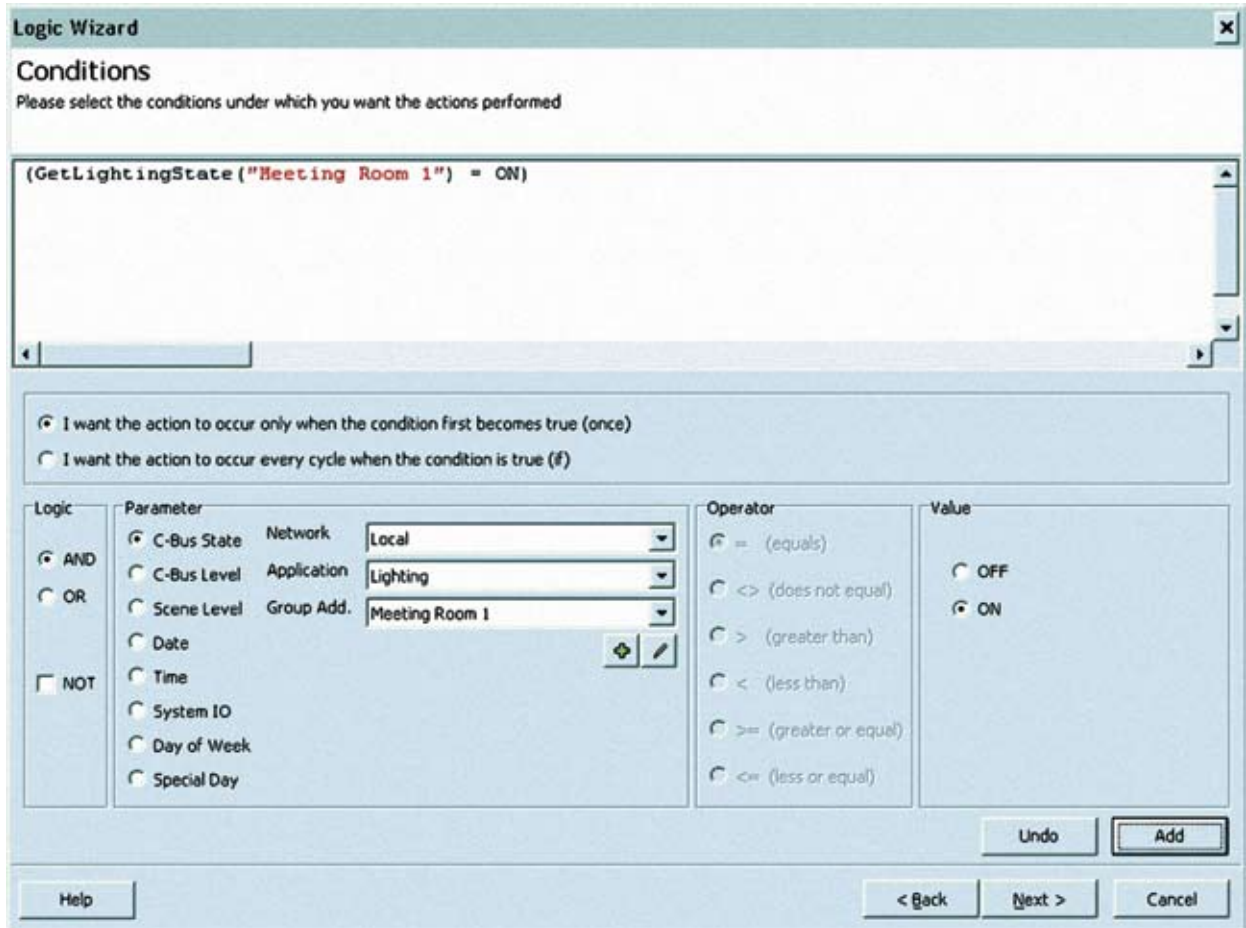 Logic Wizard
Conditions
Please select the conditions under which you want the actions performed
(GetLightingState("Meeting Room 1") = ON)
I want the action to occur only when the condition first becomes true (once)
I want the action to occur every cycle when the condition is true (if)
Logic
AND
OR
NOT
Parameter
C-Bus State
C-Bus Level
Scene Level
Date
Time
System IO
Day of Week
Special Day
Network
Local
Application
Lighting
Group Add.
Meeting Room 1
Operator
= (equals)
<> (does not equal)
> (greater than)
< (less than)
>= (greater or equal)
<= (less or equal)
Value
OFF
ON
Undo
Add
Help
< Back
Next >
Cancel